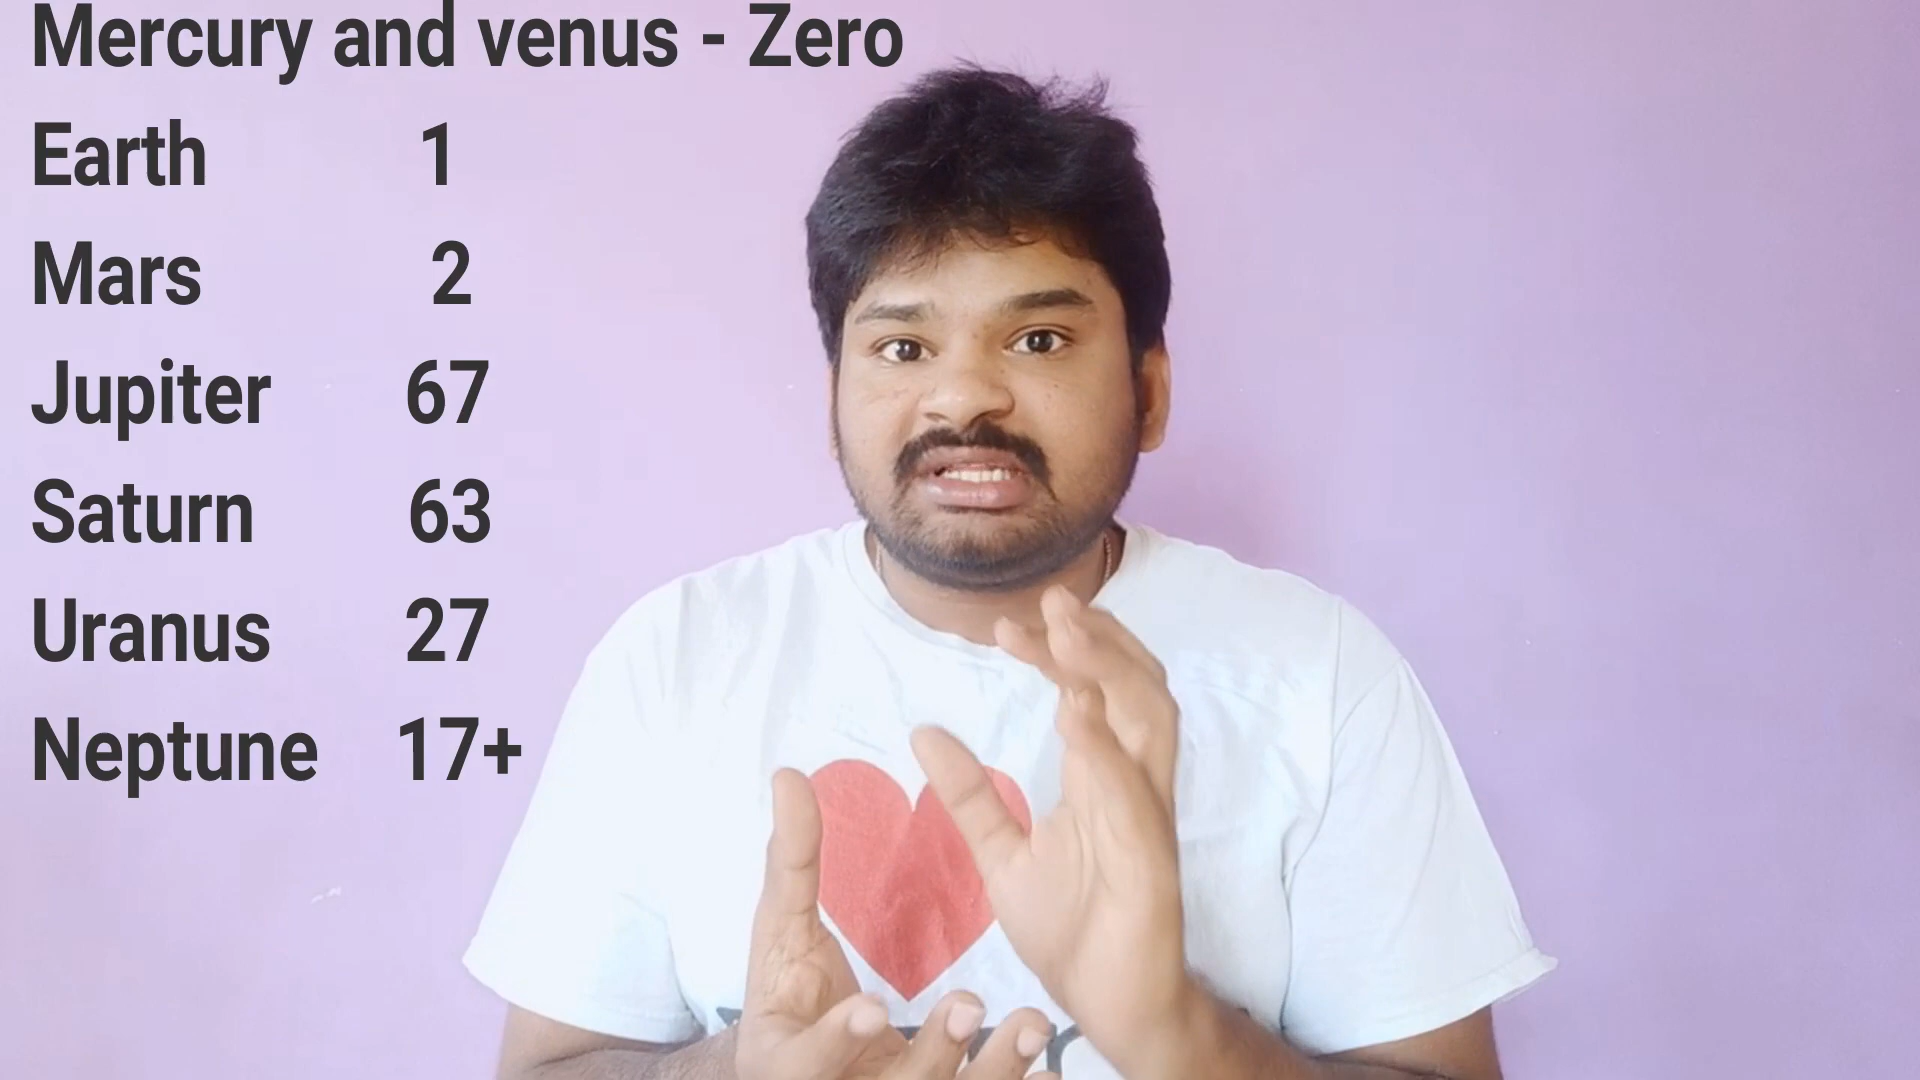 Mercury and venus - Zero
Earth 1
Mars 2
Jupiter 67
Saturn 63
Uranus 27
Neptune 17+